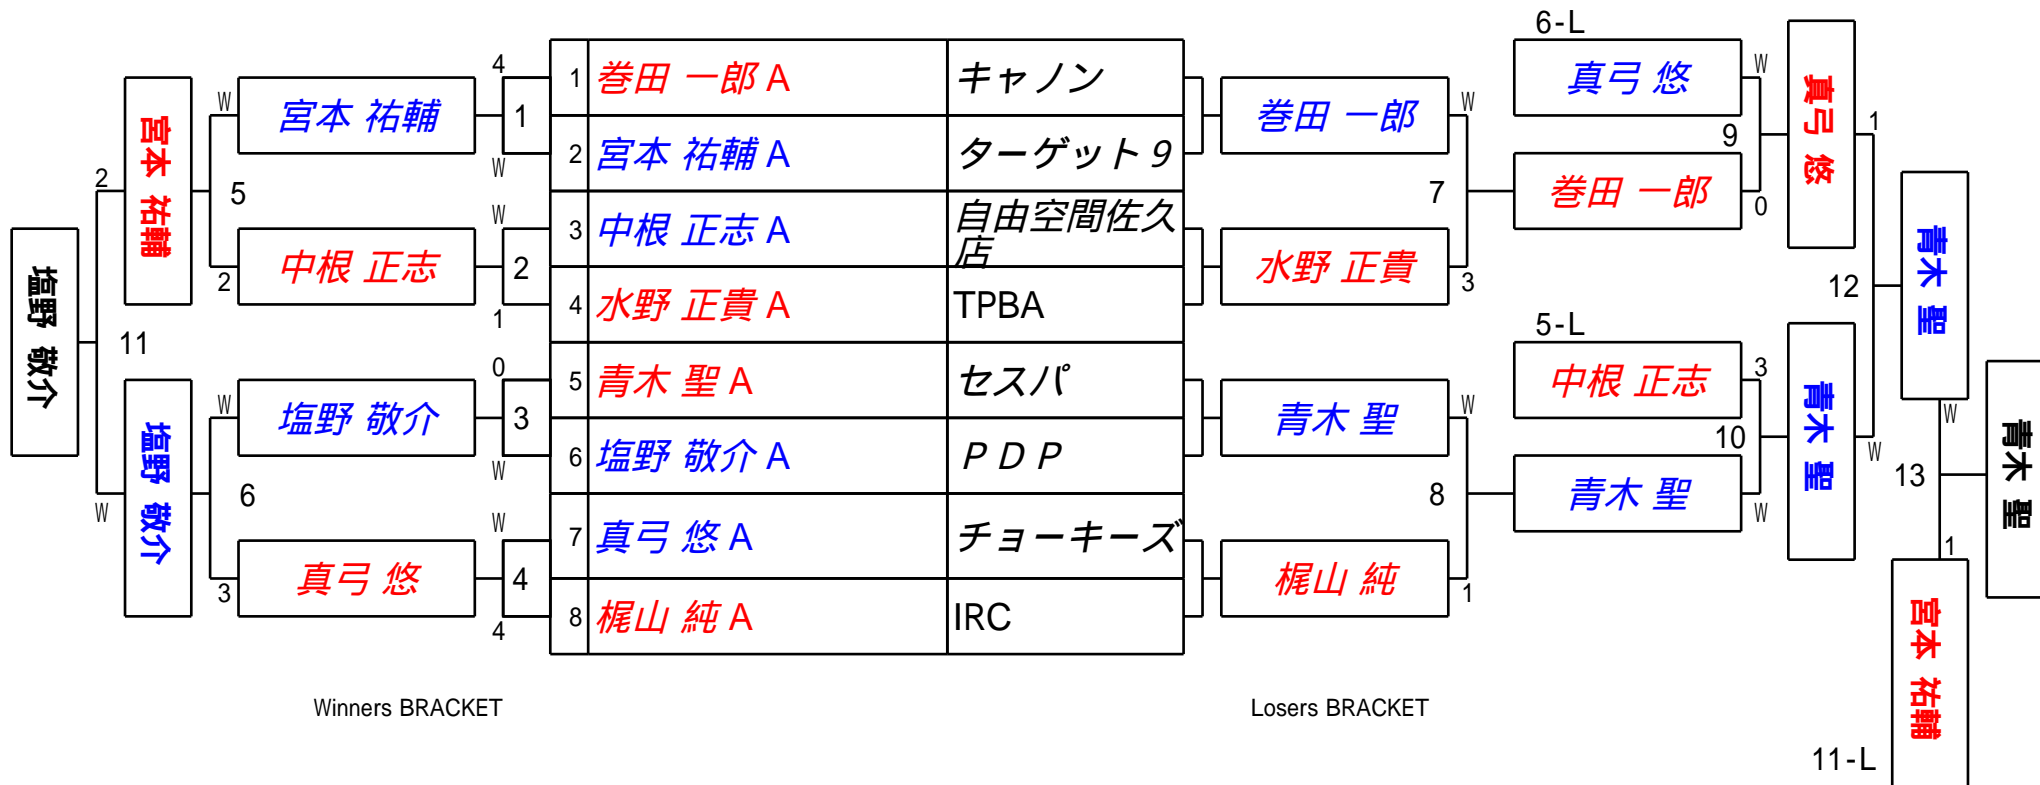 6-L
4
1 巻田 一郎 A キャノン
真弓 悠
W
真弓 悠
W
宮本 祐輔
1
巻田 一郎
W
1
宮本 祐輔
W
2 宮本 祐輔 A ターゲット９
9
2
5
W
3 中根 正志 A 自由空間佐久店
7
巻田 一郎
0
青木 聖
2
中根 正志
2
水野 正貴
3
塩野 敬介
1
4 水野 正貴 A TPBA
12
11
5-L
0
5 青木 聖 A セスパ
中根 正志
3
青木 聖
塩野 敬介
W
塩野 敬介
3
青木 聖
W
10
W
W
13
青木 聖
W
6 塩野 敬介 A ＰＤＰ
8
青木 聖
W
W
6
W
7 真弓 悠 A チョーキーズ
1
3
真弓 悠
4
梶山 純
1
宮本 祐輔
4
8 梶山 純 A IRC
Winners BRACKET
Losers BRACKET
11-L